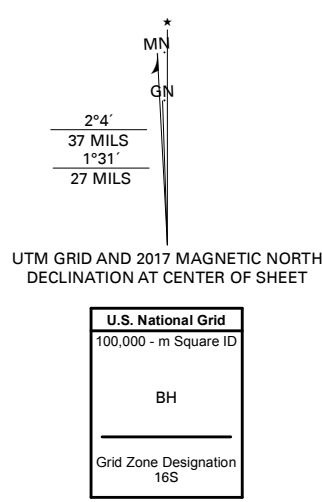 MN
GN
2°4´
37 MILS
1°31´
27 MILS
UTM GRID AND 2017 MAGNETIC NORTH
DECLINATION AT CENTER OF SHEET
U.S. National Grid
100,000 - m Square ID
BH
Grid Zone Designation
16S